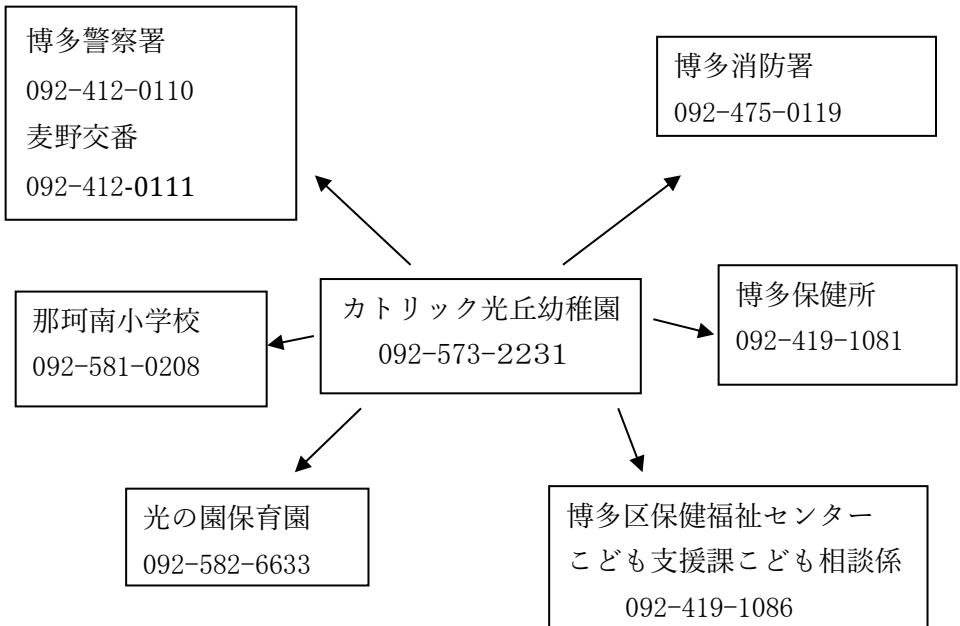 博多警察署
092-412-0110
麦野交番
092-412-0111
博多消防署
092-475-0119
那珂南小学校
092-581-0208
カトリック光丘幼稚園
092-573-2231
博多保健所
092-419-1081
光の園保育園
092-582-6633
博多区保健福祉センター
こども支援課こども相談係
092-419-1086